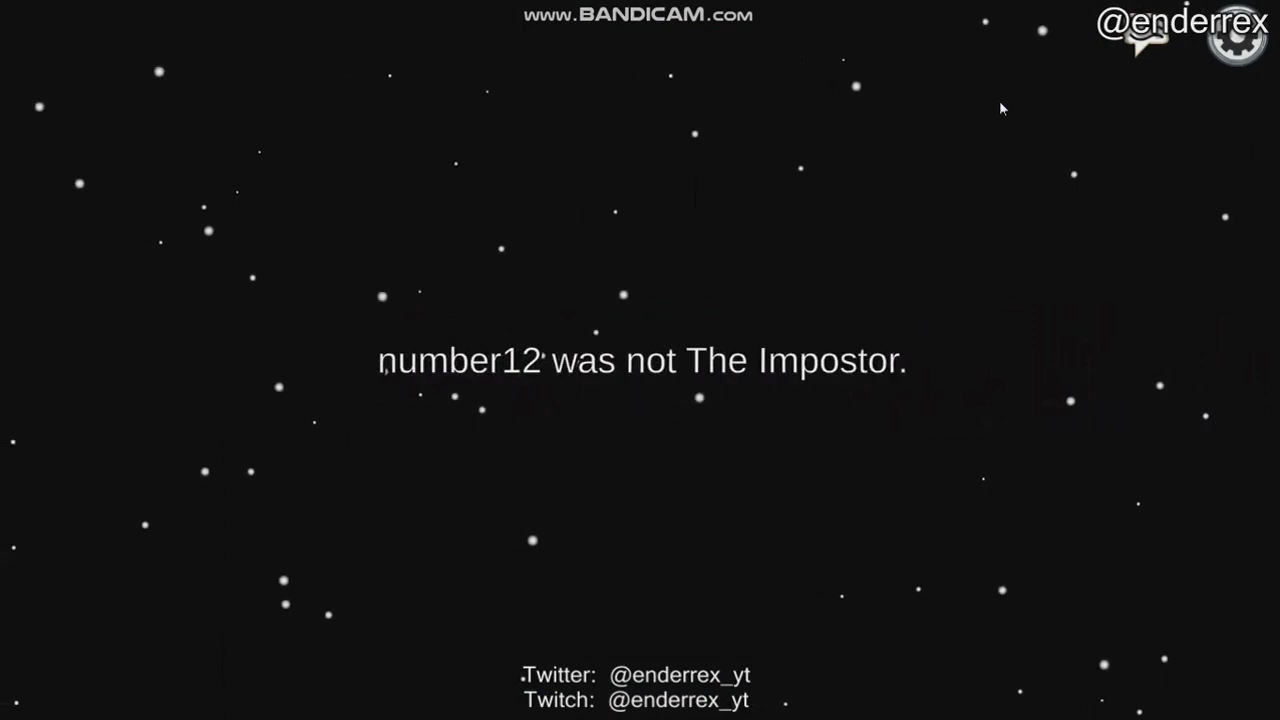 www.BANDICAM.com
@enderrex
number12 was not The Impostor.
Twitter: @enderrex_yt
Twitch: @enderrex_yt